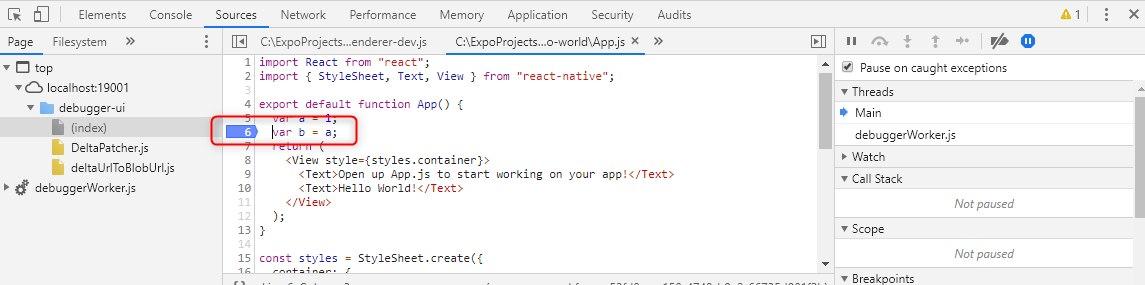 Elements Console Sources Network Performance Memory Application Security Audits 1
Page Filesystem » C:\ExpoProjects...enderer-dev.js C:\ExpoProjects...o-world\App.js × »
top
localhost:19001
debugger-ui
(index)
DeltaPatcher.js
deltaUrlToBlobUrl.js
debuggerWorker.js
1 import React from "react";
2 import { StyleSheet, Text, View } from "react-native";
3
4 export default function App() {
5 var a = 1;
6 var b = a;
7 return (
8 <View style={styles.container}>
9 <Text>Open up App.js to start working on your app!</Text>
10 <Text>Hello World!</Text>
11 </View>
12 );
13 }
14
15 const styles = StyleSheet.create({
16 container: {
Pause on caught exceptions
Threads
Main
debuggerWorker.js
Watch
Call Stack
Not paused
Scope
Not paused
Breakpoints